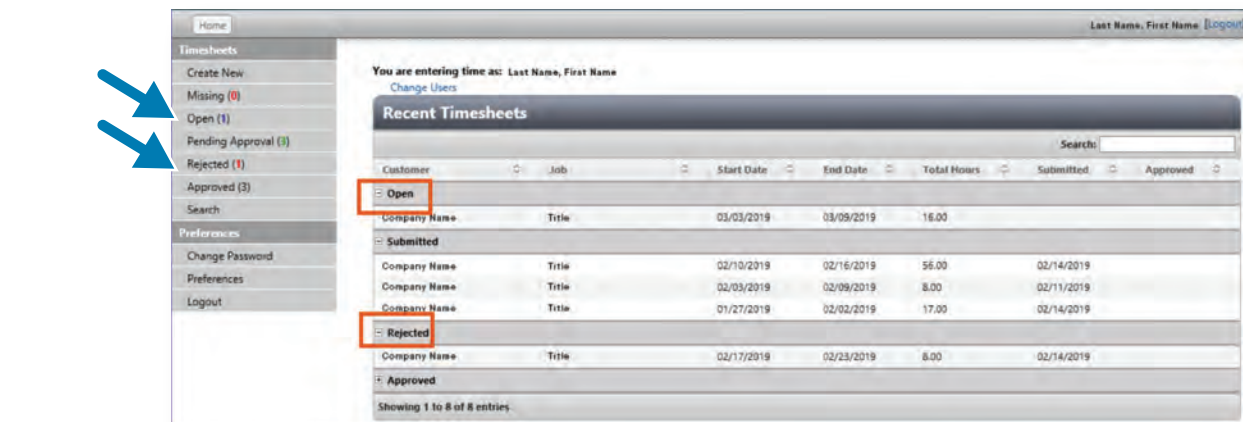 Home Last Name, First Name [Logout]
Timesheets
Create New
Missing (0)
Open (1)
Pending Approval (3)
Rejected (1)
Approved (3)
Search
Preferences
Change Password
Preferences
Logout
You are entering time as: Last Name, First Name
Change Users
Recent Timesheets
Search:
Customer Job Start Date End Date Total Hours Submitted Approved
Open
Company Name Title 03/03/2019 03/09/2019 16.00
Submitted
Company Name Title 02/10/2019 02/16/2019 56.00 02/14/2019
Company Name Title 02/03/2019 02/09/2019 8.00 02/11/2019
Company Name Title 01/27/2019 02/02/2019 17.00 02/14/2019
Rejected
Company Name Title 02/17/2019 02/23/2019 8.00 02/14/2019
Approved
Showing 1 to 8 of 8 entries